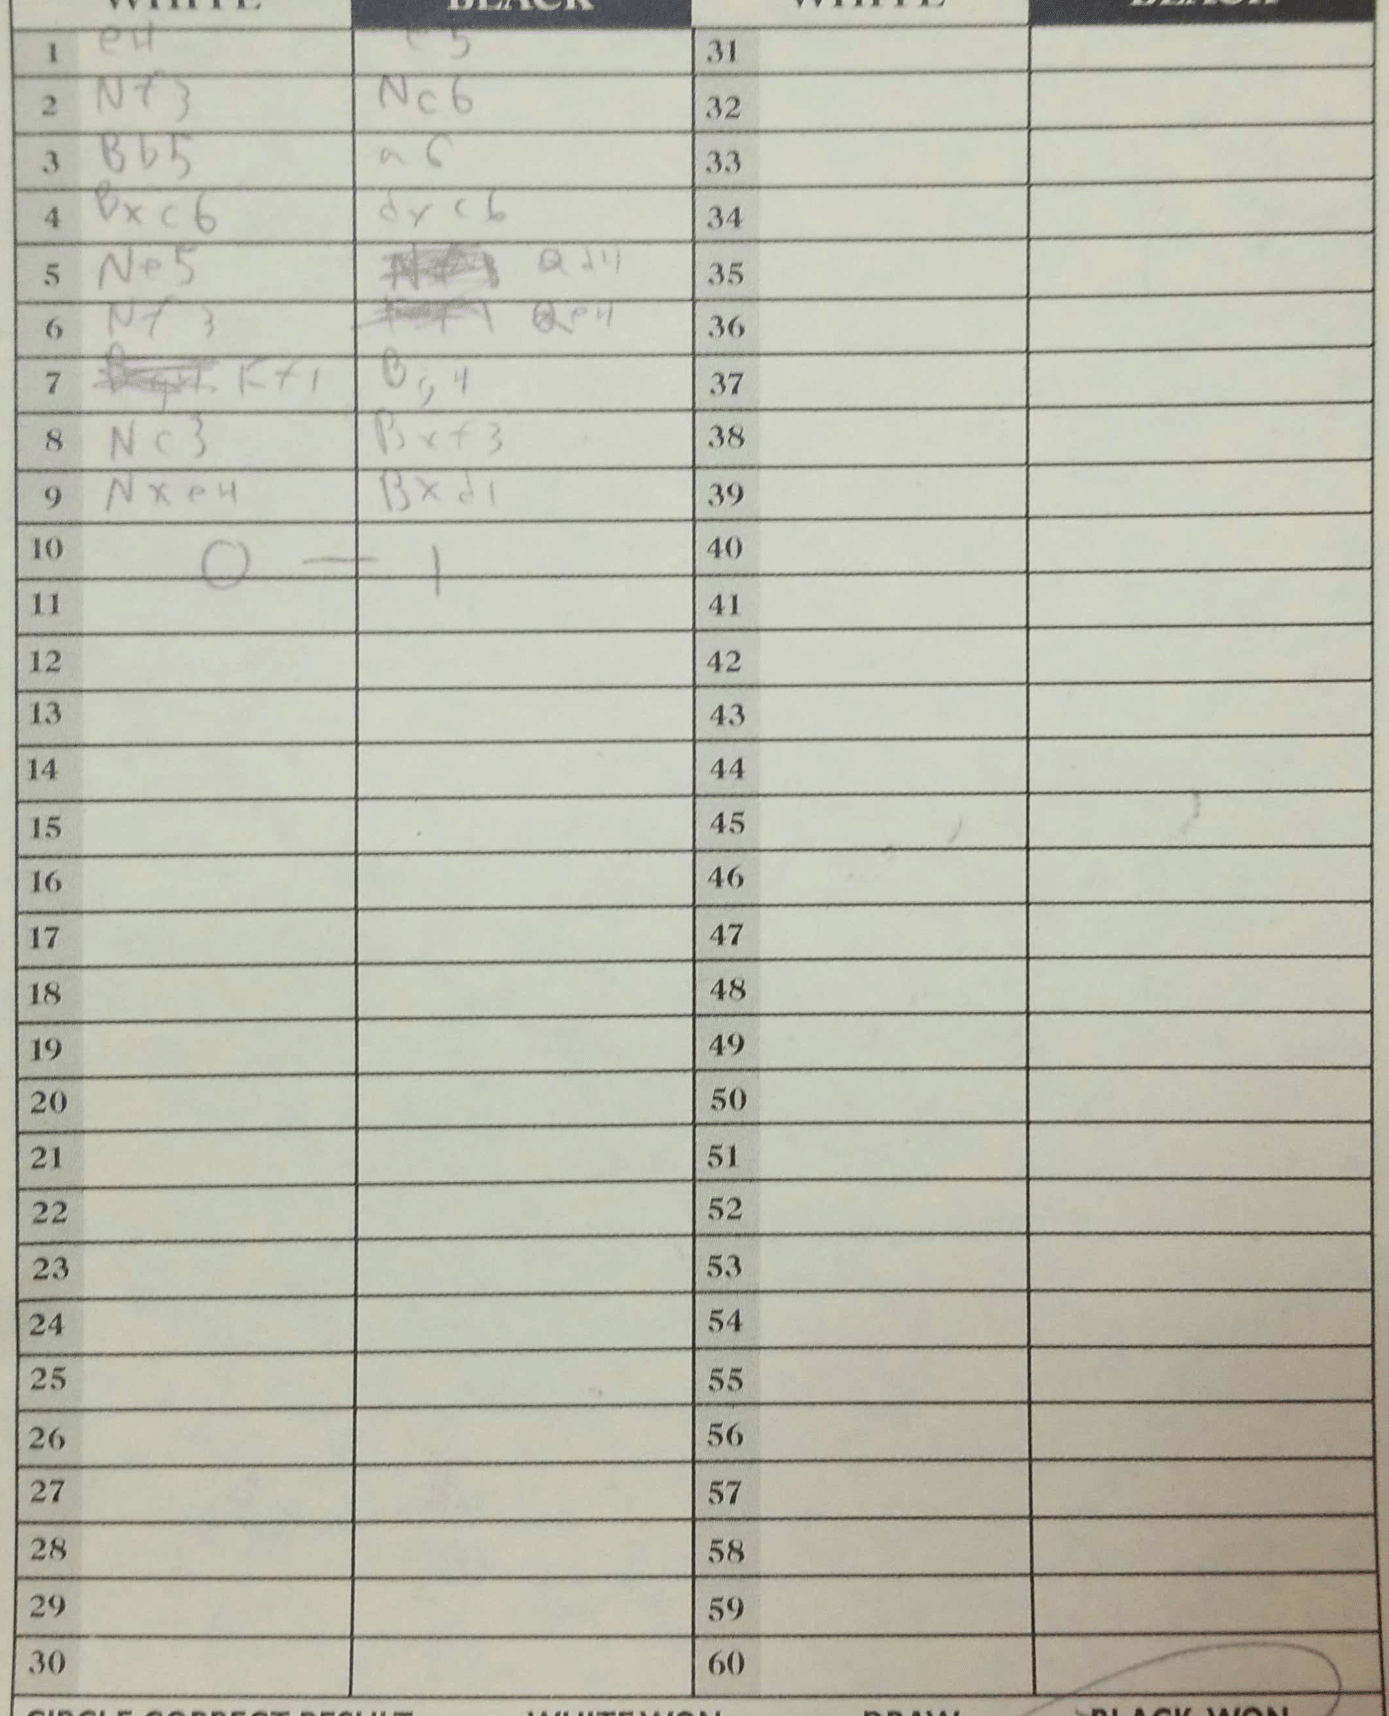 WHITE BLACK WHITE BLACK
1 e4 e5 31
2 Nf3 Nc6 32
3 Bb5 a6 33
4 Bxc6 dxc6 34
5 Ne5 Qd4 35
6 Nf3 Qe4 36
7 Kf1 Bg4 37
8 Nc3 Bxf3 38
9 Nxe4 Bxd1 39
10 0 — 1 40
11 41
12 42
13 43
14 44
15 45
16 46
17 47
18 48
19 49
20 50
21 51
22 52
23 53
24 54
25 55
26 56
27 57
28 58
29 59
30 60
CIRCLE CORRECT RESULT WHITE WON DRAW BLACK WON